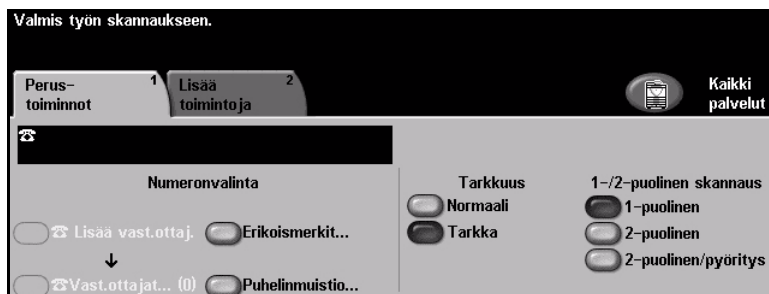 Valmis työn skannaukseen.
Perus-
toiminnot
1
Lisää
toimintoja
2
Kaikki
palvelut
Numeronvalinta
Lisää vast.ottaj.
Erikoismerkit...
Vast.ottajat... (0)
Puhelinmuistio...
Tarkkuus
Normaali
Tarkka
1-/2-puolinen skannaus
1-puolinen
2-puolinen
2-puolinen/pyöritys